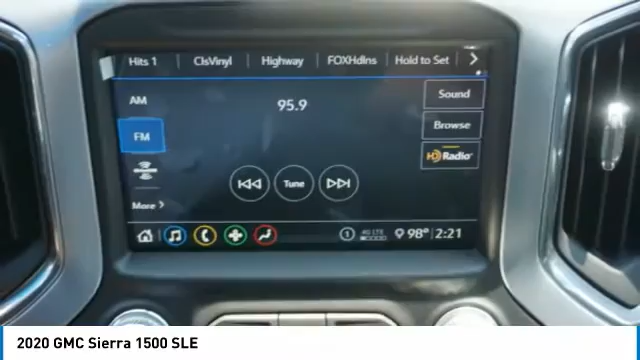 Hits 1 ClsVinyl Highway FOXHdlns Hold to Set
AM
95.9
Sound
FM
Browse
HD Radio
Tune
More
1 4G LTE 98° 2:21
2020 GMC Sierra 1500 SLE